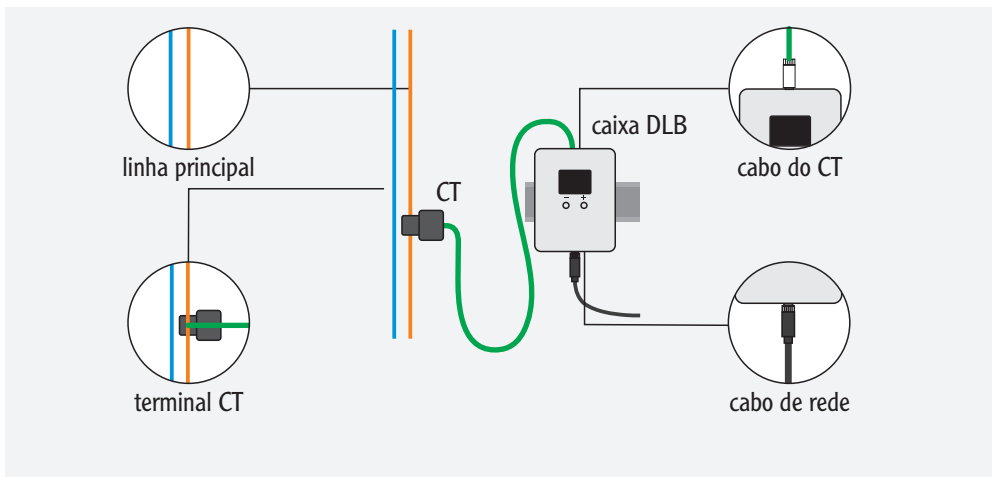 linha principal
terminal CT
CT
caixa DLB
- +
cabo do CT
cabo de rede